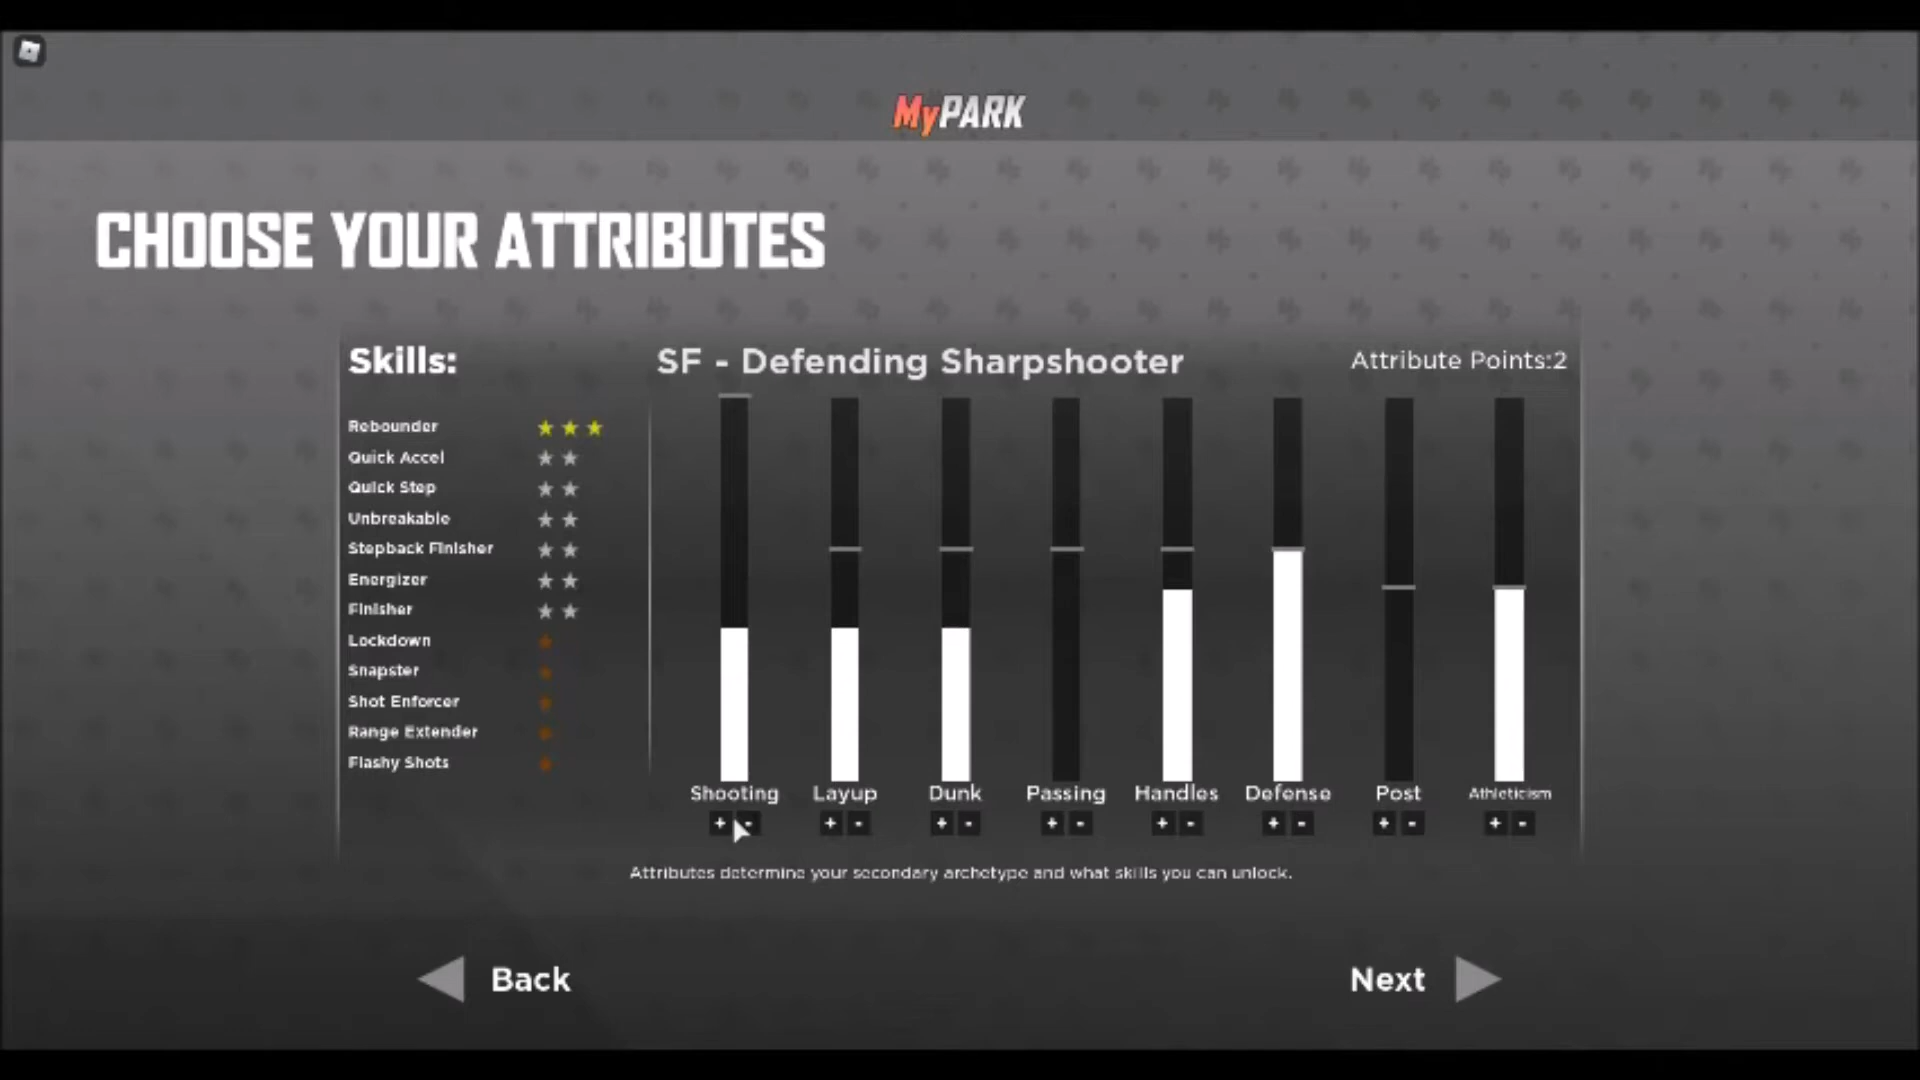 MyPARK
CHOOSE YOUR ATTRIBUTES
Skills:
SF - Defending Sharpshooter
Attribute Points:2
Rebounder
Quick Accel
Quick Step
Unbreakable
Stepback Finisher
Energizer
Finisher
Lockdown
Snapster
Shot Enforcer
Range Extender
Flashy Shots
Shooting Layup Dunk Passing Handles Defense Post Athleticism
+ - + - + - + - + - + - + - + -
Attributes determine your secondary archetype and what skills you can unlock.
Back
Next